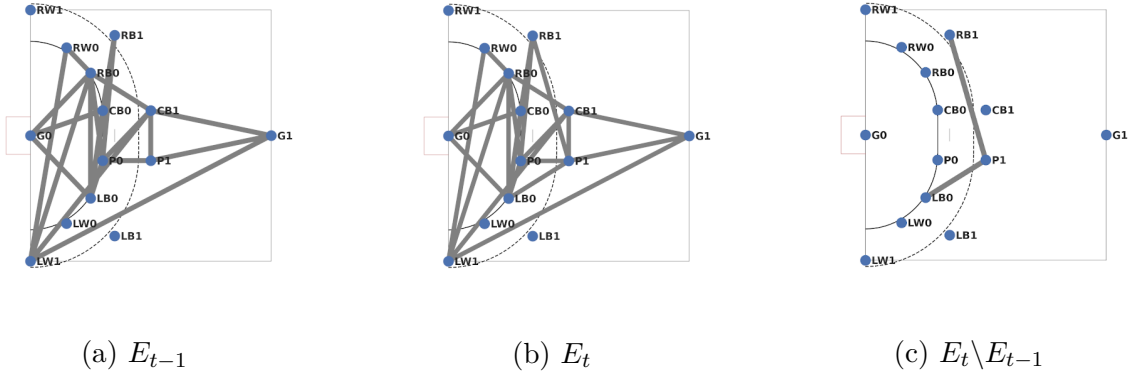 RW1
RB1
RW0
RB0
CB0
CB1
G0
G1
P0
P1
LB0
LW0
LB1
LW1
RW1
RB1
RW0
RB0
CB0
CB1
G0
G1
P0
P1
LB0
LW0
LB1
LW1
RW1
RB1
RW0
RB0
CB0
CB1
G0
G1
P0
P1
LB0
LW0
LB1
LW1
(a) E_{t−1}
(b) E_t
(c) E_t\E_{t−1}